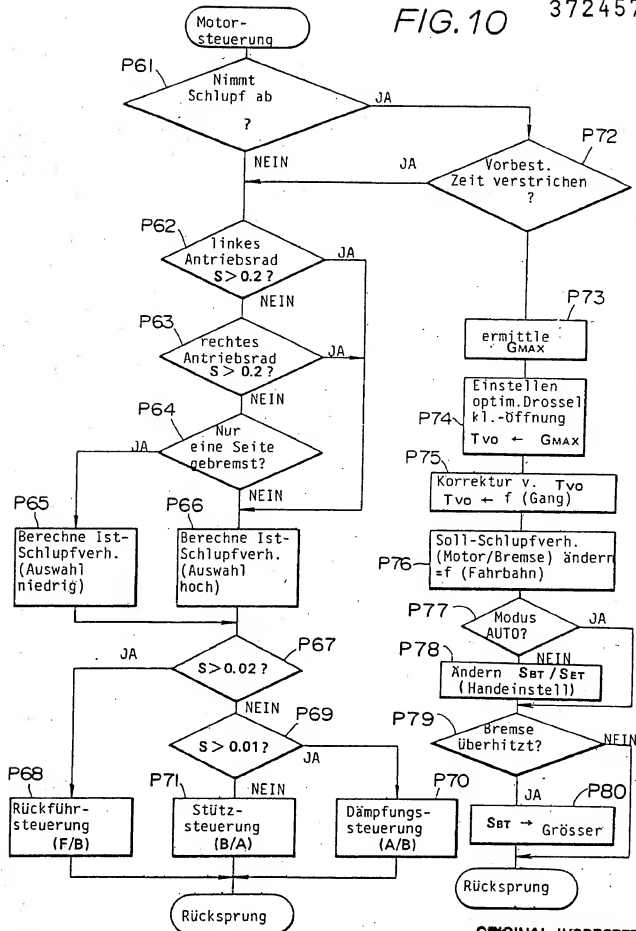 FIG.10
372457
Motor-
steuerung
P61
Nimmt
Schlupf ab
?
JA
NEIN
P72
JA
Vorbest.
Zeit verstrichen
?
P62
linkes
Antriebsrad
S > 0.2 ?
JA
NEIN
P63
rechtes
Antriebsrad
S > 0.2 ?
JA
NEIN
P64
Nur
eine Seite
gebremst?
JA
NEIN
P65
Berechne Ist-
Schlupfverh.
(Auswahl
niedrig)
P66
Berechne Ist-
Schlupfverh.
(Auswahl
hoch)
P67
S > 0.02 ?
JA
NEIN
P69
S > 0.01 ?
JA
NEIN
P68
Rückführ-
steuerung
(F/B)
P71
Stütz-
steuerung
(B/A)
P70
Dämpfungs-
steuerung
(A/B)
Rücksprung
P73
ermittle
GMAX
P74
Einstellen
optim.Drossel
kl.-öffnung
TVO ← GMAX
P75
Korrektur v. TVO
TVO ← f (Gang)
P76
Soll-Schlupfverh.
(Motor/Bremse) ändern
=f (Fahrbahn)
P77
Modus
AUTO?
JA
NEIN
P78
Ändern SBT / SET
(Handeinstell)
P79
Bremse
überhitzt?
NEIN
JA
P80
SBT → Grösser
Rücksprung